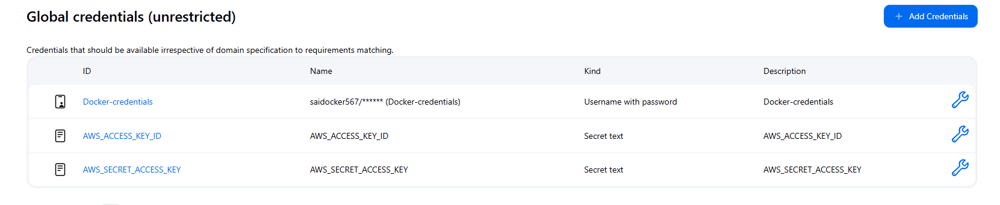 Global credentials (unrestricted)
+ Add Credentials
Credentials that should be available irrespective of domain specification to requirements matching.
ID Name Kind Description
Docker-credentials saidocker567/****** (Docker-credentials) Username with password Docker-credentials
AWS_ACCESS_KEY_ID AWS_ACCESS_KEY_ID Secret text AWS_ACCESS_KEY_ID
AWS_SECRET_ACCESS_KEY AWS_SECRET_ACCESS_KEY Secret text AWS_SECRET_ACCESS_KEY